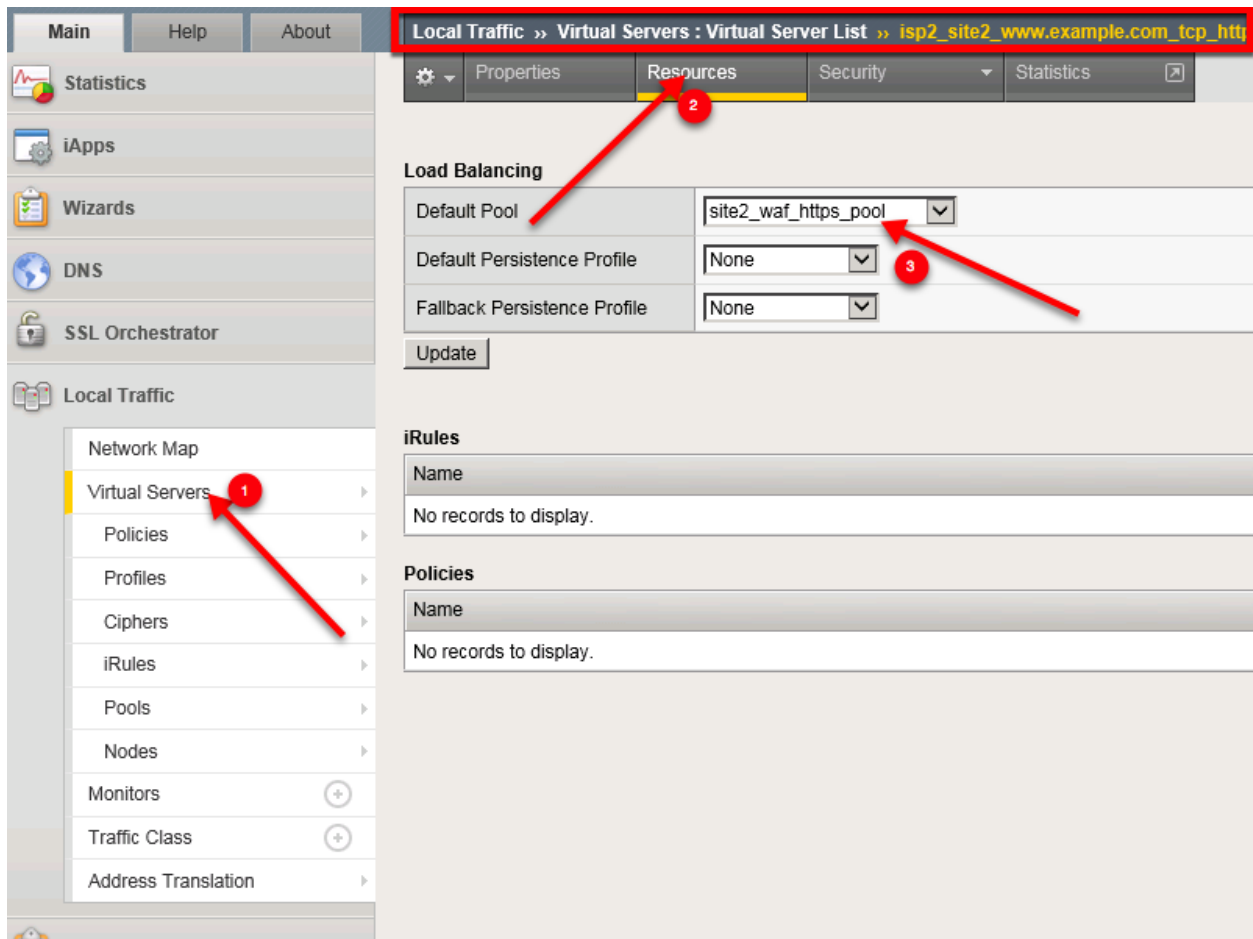 Main Help About
Local Traffic ›› Virtual Servers : Virtual Server List ›› isp2_site2_www.example.com_tcp_http
Properties Resources Security Statistics
2
Statistics
iApps
Wizards
DNS
SSL Orchestrator
Local Traffic
Network Map
Virtual Servers 1
Policies
Profiles
Ciphers
iRules
Pools
Nodes
Monitors
Traffic Class
Address Translation
Load Balancing
Default Pool site2_waf_https_pool
Default Persistence Profile None 3
Fallback Persistence Profile None
Update
iRules
Name
No records to display.
Policies
Name
No records to display.